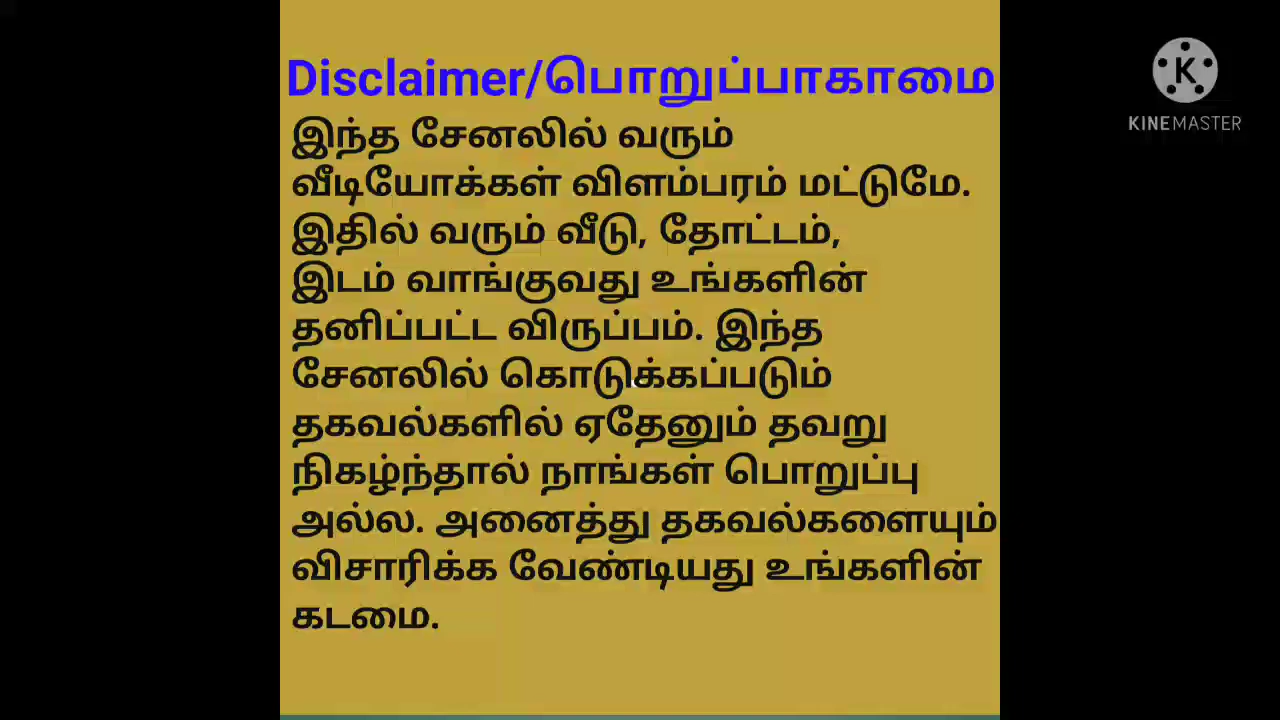 Disclaimer/பொறுப்பாகாமை
இந்த சேனலில் வரும்
வீடியோக்கள் விளம்பரம் மட்டுமே.
இதில் வரும் வீடு, தோட்டம்,
இடம் வாங்குவது உங்களின்
தனிப்பட்ட விருப்பம். இந்த
சேனலில் கொடுக்கப்படும்
தகவல்களில் ஏதேனும் தவறு
நிகழ்ந்தால் நாங்கள் பொறுப்பு
அல்ல. அனைத்து தகவல்களையும்
விசாரிக்க வேண்டியது உங்களின்
கடமை.
K
KINEMASTER